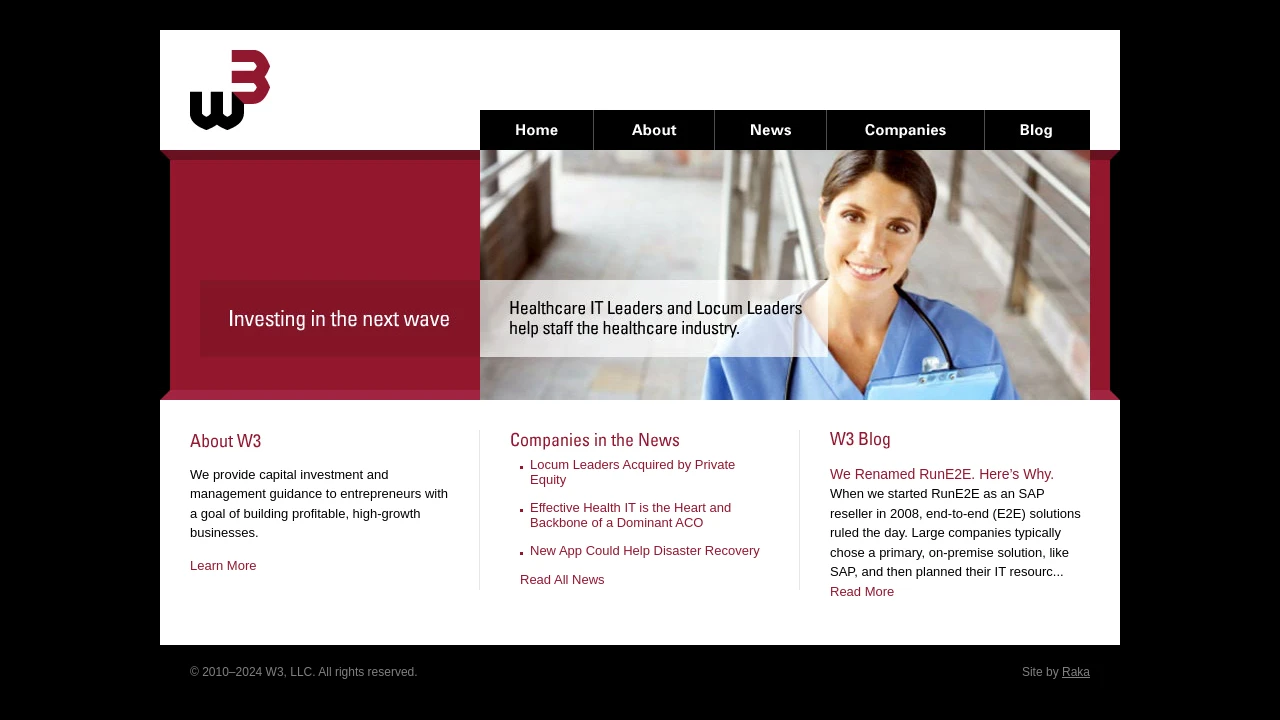 w3
Home
About
News
Companies
Blog
Investing in the next wave
Healthcare IT Leaders and Locum Leaders
help staff the healthcare industry.
About W3
We provide capital investment and
management guidance to entrepreneurs with
a goal of building profitable, high-growth
businesses.
Learn More
Companies in the News
Locum Leaders Acquired by Private
Equity
Effective Health IT is the Heart and
Backbone of a Dominant ACO
New App Could Help Disaster Recovery
Read All News
W3 Blog
We Renamed RunE2E. Here’s Why.
When we started RunE2E as an SAP
reseller in 2008, end-to-end (E2E) solutions
ruled the day. Large companies typically
chose a primary, on-premise solution, like
SAP, and then planned their IT resourc...
Read More
© 2010–2024 W3, LLC. All rights reserved.
Site by Raka